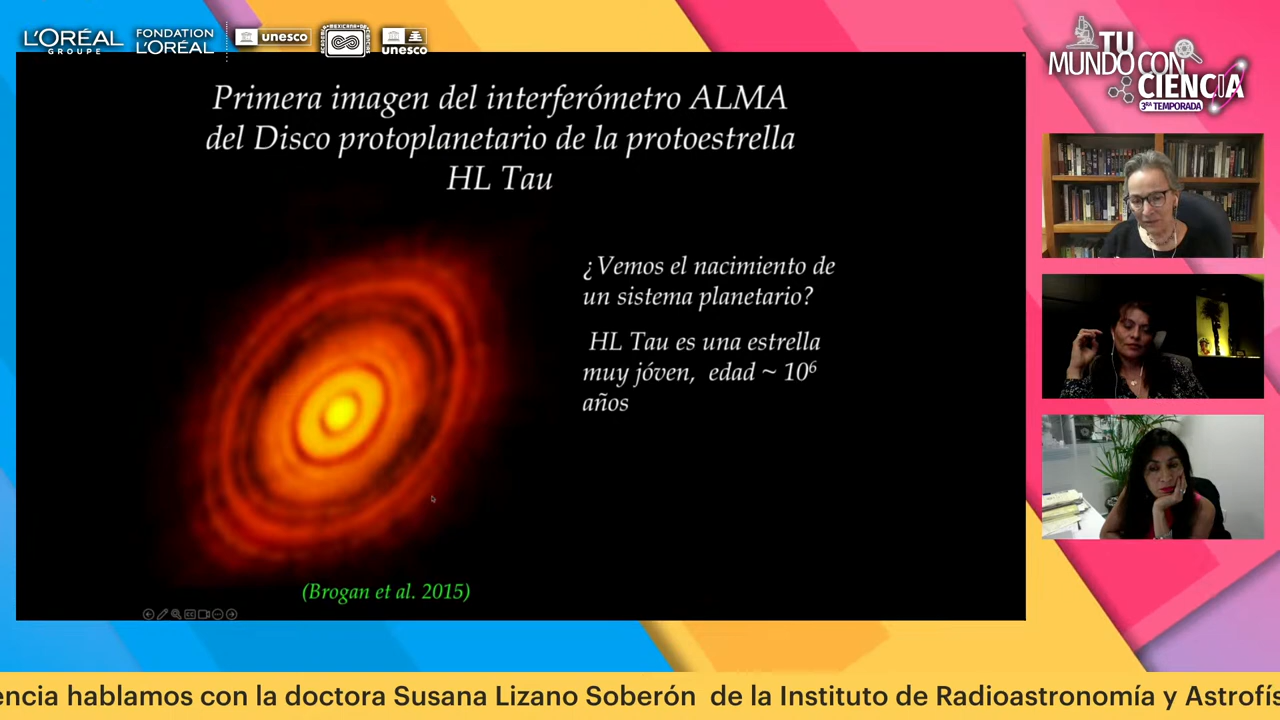 L'ORÉAL
GROUPE
FONDATION
L'ORÉAL
unesco
MEXICANA DE
unesco
TU
MUNDO CON
CIENCIA
3RA TEMPORADA
Primera imagen del interferómetro ALMA
del Disco protoplanetario de la protoestrella
HL Tau
¿Vemos el nacimiento de
un sistema planetario?
HL Tau es una estrella
muy jóven, edad ~ 10⁶
años
(Brogan et al. 2015)
encia hablamos con la doctora Susana Lizano Soberón de la Instituto de Radioastronomía y Astrofís